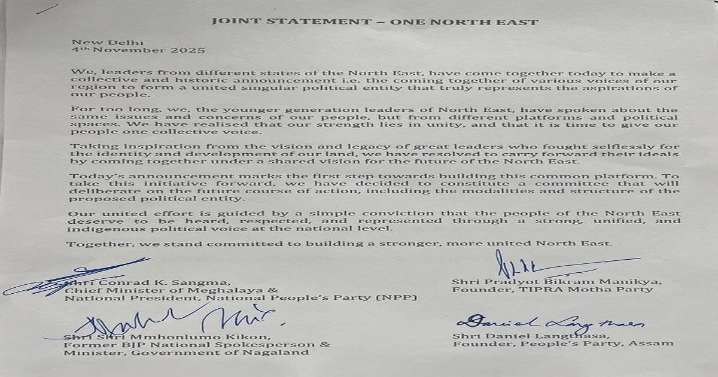 JOINT STATEMENT – ONE NORTH EAST
New Delhi
4th November 2025
We, leaders from different states of the North East, have come together today to make a
collective and historic announcement i.e. the coming together of various voices of our
region to form a united singular political entity that truly represents the aspirations of
our people.
For too long, we, the younger generation leaders of North East, have spoken about the
same issues and concerns of our people, but from different platforms and political
spaces. We have realised that our strength lies in unity, and that it is time to give our
people one collective voice.
Taking inspiration from the vision and legacy of great leaders who fought selflessly for
the identity and development of our land, we have resolved to carry forward their ideals
by coming together under a shared vision for the future of the North East.
Today's announcement marks the first step towards building this common platform. To
take this initiative forward, we have decided to constitute a committee that will
deliberate on the future course of action, including the modalities and structure of the
proposed political entity.
Our united effort is guided by a simple conviction that the people of the North East
deserve to be heard, respected, and represented through a strong, unified, and
indigenous political voice at the national level.
Together, we stand committed to building a stronger, more united North East.
Shri Conrad K. Sangma,
Chief Minister of Meghalaya &
National President, National People's Party (NPP)
Shri Pradyot Bikram Manikya,
Founder, TIPRA Motha Party
Shri Shri Mmhonlumo Kikon,
Former BJP National Spokesperson &
Minister, Government of Nagaland
Daniel Langthasa
Shri Daniel Langthasa,
Founder, People's Party, Assam